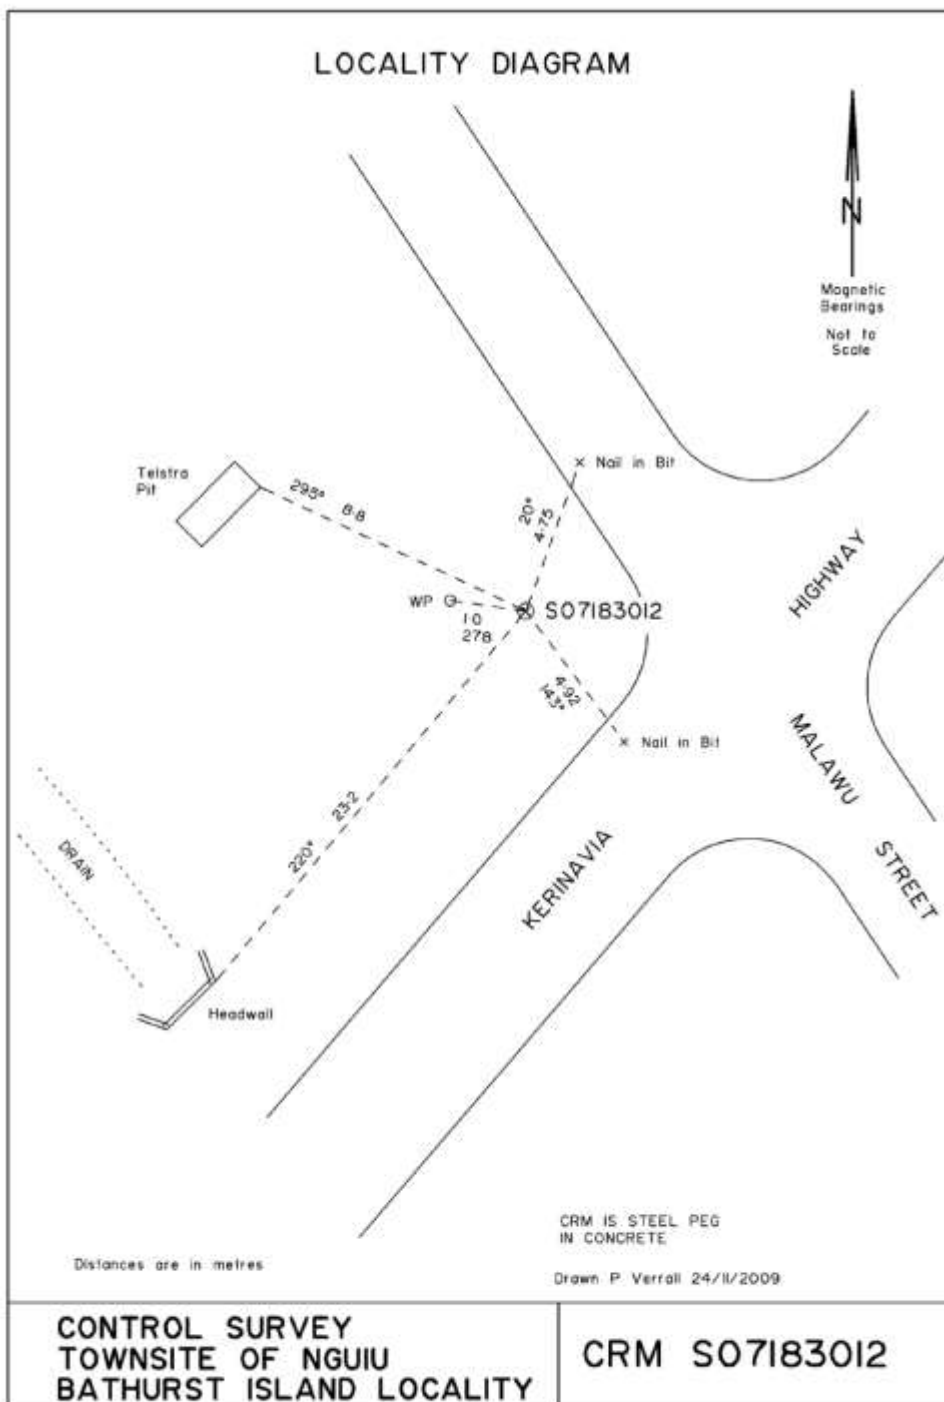 LOCALITY DIAGRAM
N
Magnetic
Bearings
Not to
Scale
Telstra
Pit
295° 8·8
20°
4·75
Nail in Bit
HIGHWAY
WP
1·0
278
S07183012
4·92
143°
Nail in Bit
MALAWU
STREET
220° 23·2
DRAIN
KERINAVIA
Headwall
CRM IS STEEL PEG
IN CONCRETE
Distances are in metres
Drawn P Verrall 24/11/2009
CONTROL SURVEY
TOWNSITE OF NGUIU
BATHURST ISLAND LOCALITY
CRM S07183012